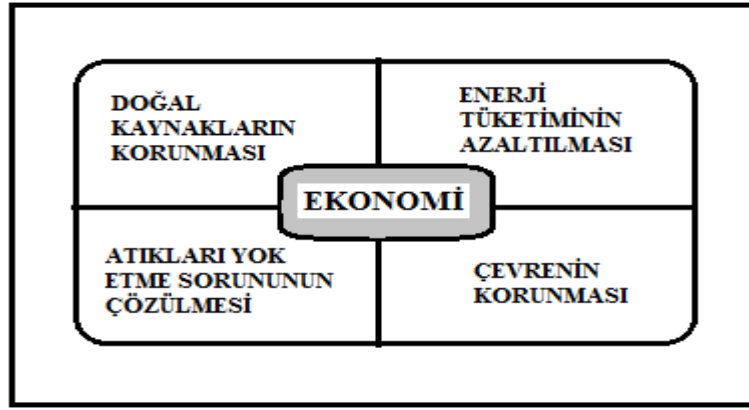 DOĞAL
KAYNAKLARIN
KORUNMASI
ENERJİ
TÜKETİMİNİN
AZALTILMASI
EKONOMİ
ATIKLARI YOK
ETME SORUNUNUN
ÇÖZÜLMESİ
ÇEVRENİN
KORUNMASI